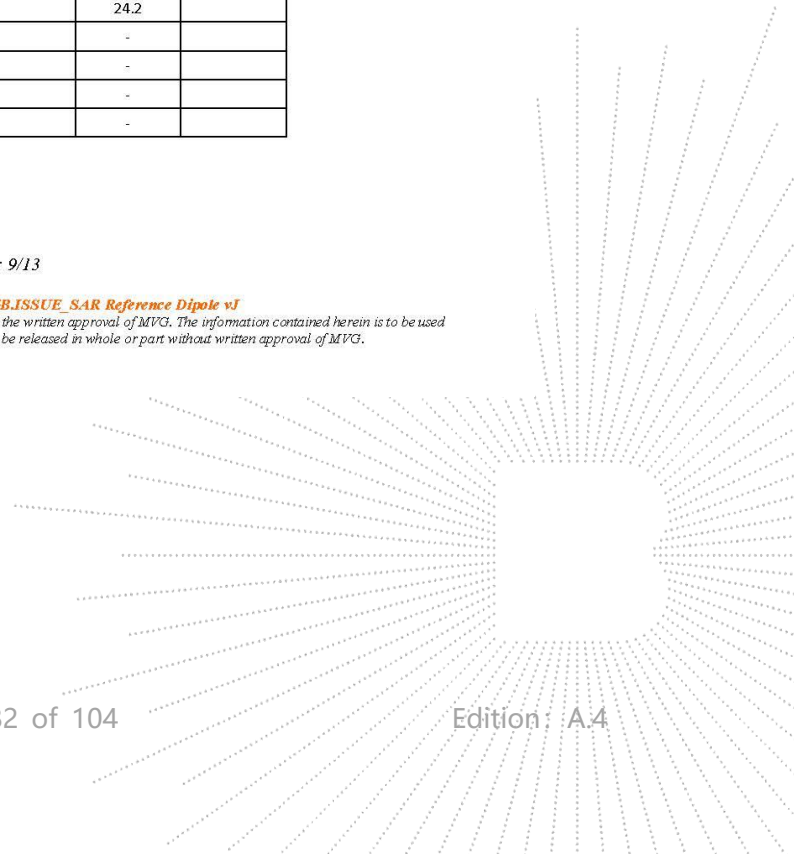 24.2
-
-
-
-
: 9/13
B.ISSUE_SAR Reference Dipole vJ
the written approval of MVG. The information contained herein is to be used
be released in whole or part without written approval of MVG.
2 of 104
Edition: A.4